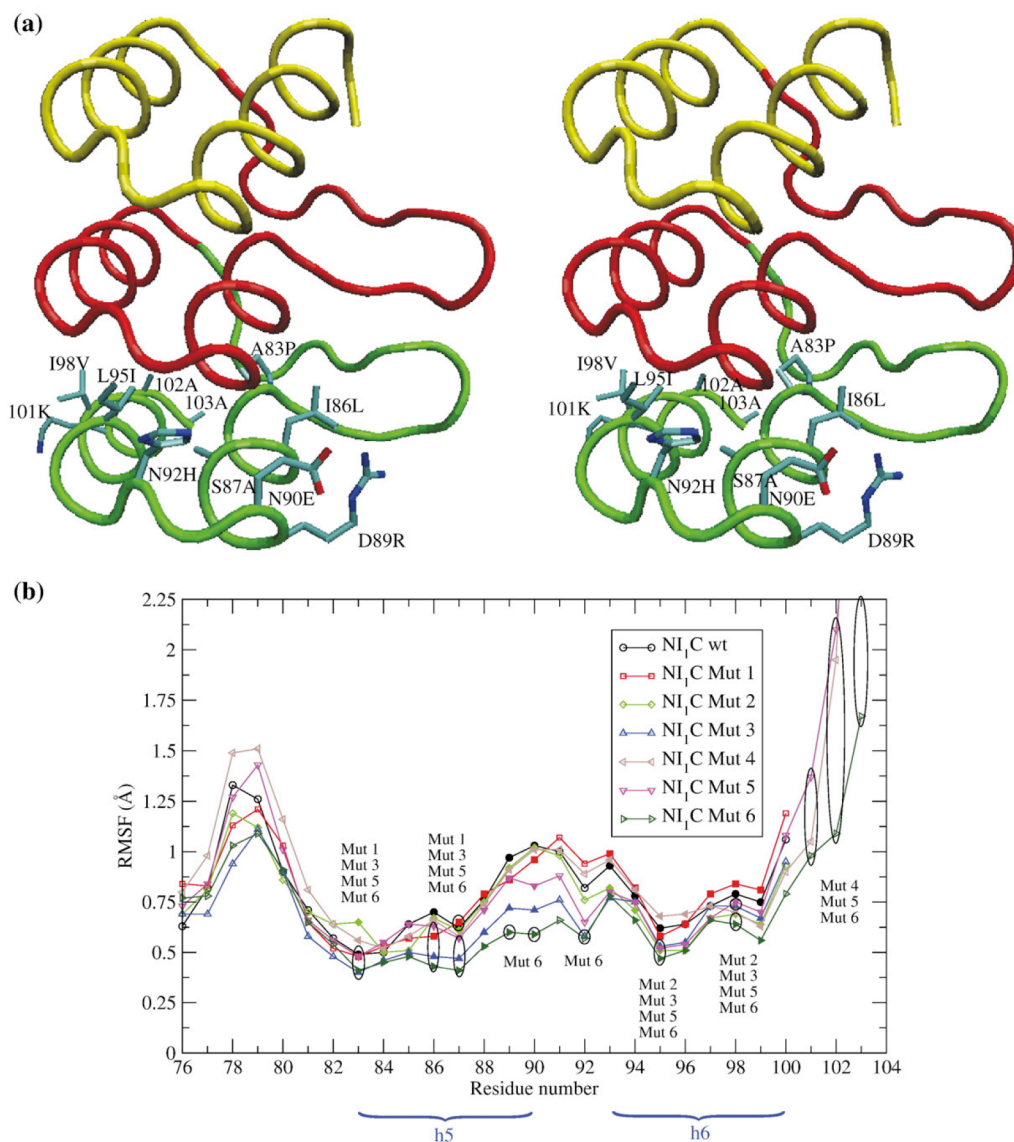 (a)
A83P
I98V
L95I
102A
103A
I86L
101K
N92H
S87A
N90E
D89R
A83P
I98V
L95I
102A
103A
I86L
101K
N92H
S87A
N90E
D89R
(b)
RMSF (Å)
2.25
2
1.75
1.5
1.25
1
0.75
0.5
0.25
0
NI1C wt
NI1C Mut 1
NI1C Mut 2
NI1C Mut 3
NI1C Mut 4
NI1C Mut 5
NI1C Mut 6
Mut 1
Mut 3
Mut 5
Mut 6
Mut 1
Mut 3
Mut 5
Mut 6
Mut 6
Mut 6
Mut 2
Mut 3
Mut 5
Mut 6
Mut 2
Mut 3
Mut 5
Mut 6
Mut 4
Mut 5
Mut 6
76 78 80 82 84 86 88 90 92 94 96 98 100 102 104
Residue number
h5
h6